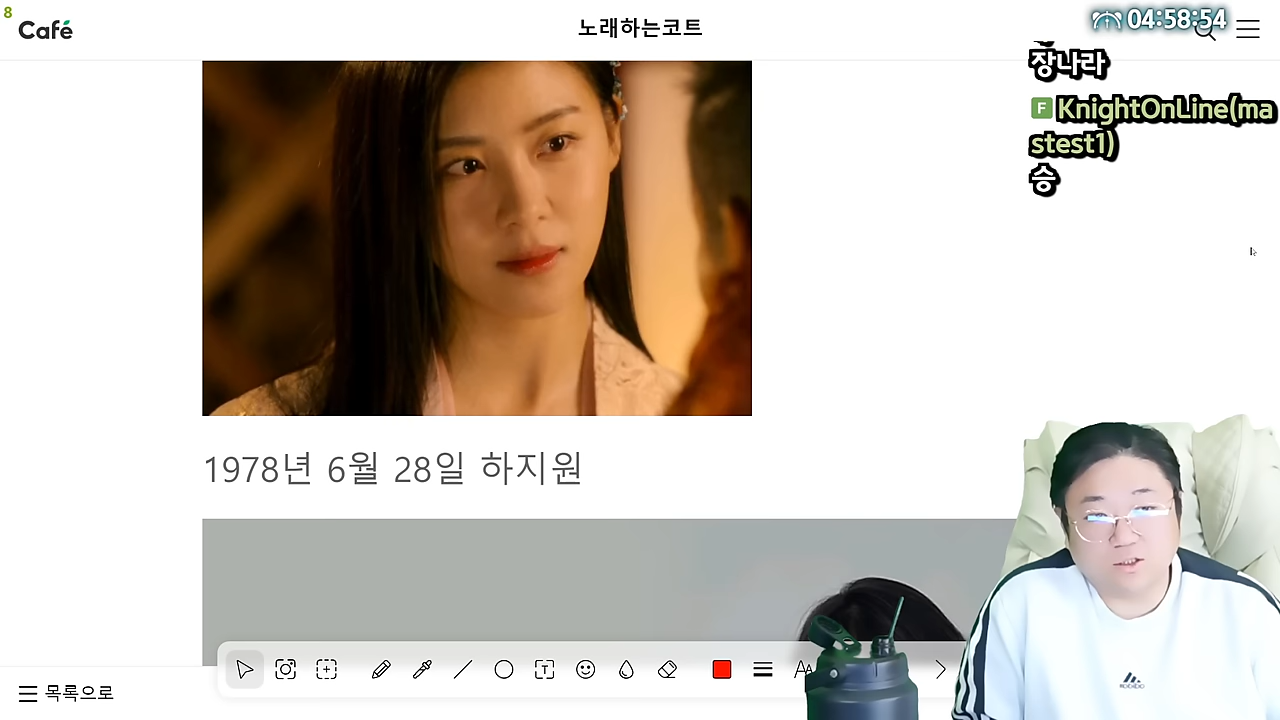 8
Café
노래하는코트
04:58:54
장나라
F KnightOnLine(ma
stest1)
승
1978년 6월 28일 하지원
목록으로